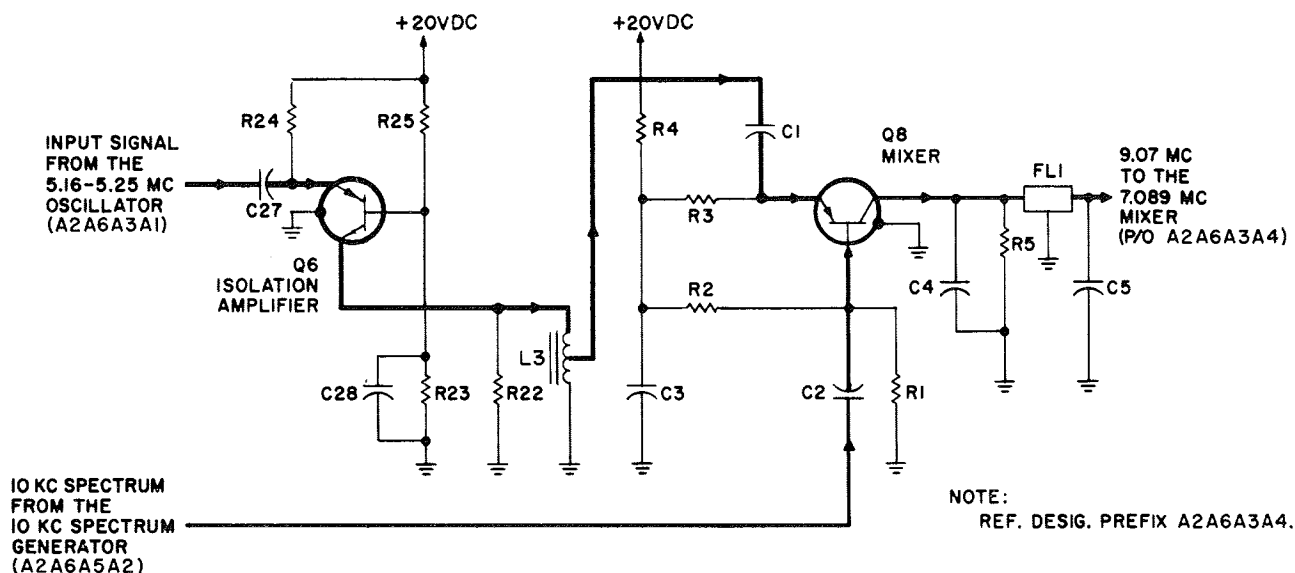 +20VDC
+20VDC
R24
R25
R4
C1
Q8
MIXER
INPUT SIGNAL
FROM THE
5.16-5.25 MC
OSCILLATOR
(A2A6A3A1)
C27
R3
FL1
9.07 MC
TO THE
7.089 MC
MIXER
(P/O A2A6A3A4)
Q6
ISOLATION
AMPLIFIER
R2
C4
R5
C5
L3
C28
R23
R22
C3
C2
R1
10 KC SPECTRUM
FROM THE
10 KC SPECTRUM
GENERATOR
(A2A6A5A2)
NOTE:
REF. DESIG. PREFIX A2A6A3A4.